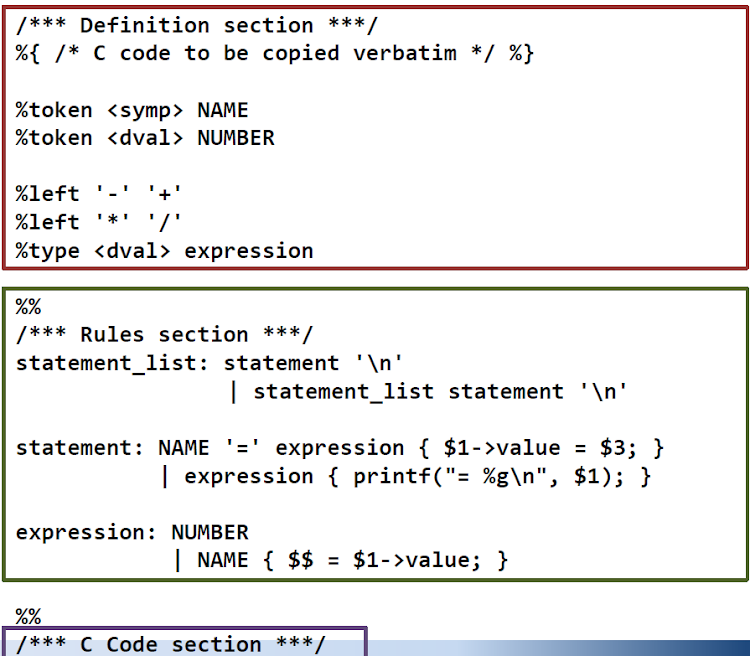 /*** Definition section ***/
%{ /* C code to be copied verbatim */ %}
%token <symp> NAME
%token <dval> NUMBER
%left '-' '+'
%left '*' '/'
%type <dval> expression
%%
/*** Rules section ***/
statement_list: statement '\n'
| statement_list statement '\n'
statement: NAME '=' expression { $1->value = $3; }
| expression { printf("= %g\n", $1); }
expression: NUMBER
| NAME { $$ = $1->value; }
%%
/*** C Code section ***/